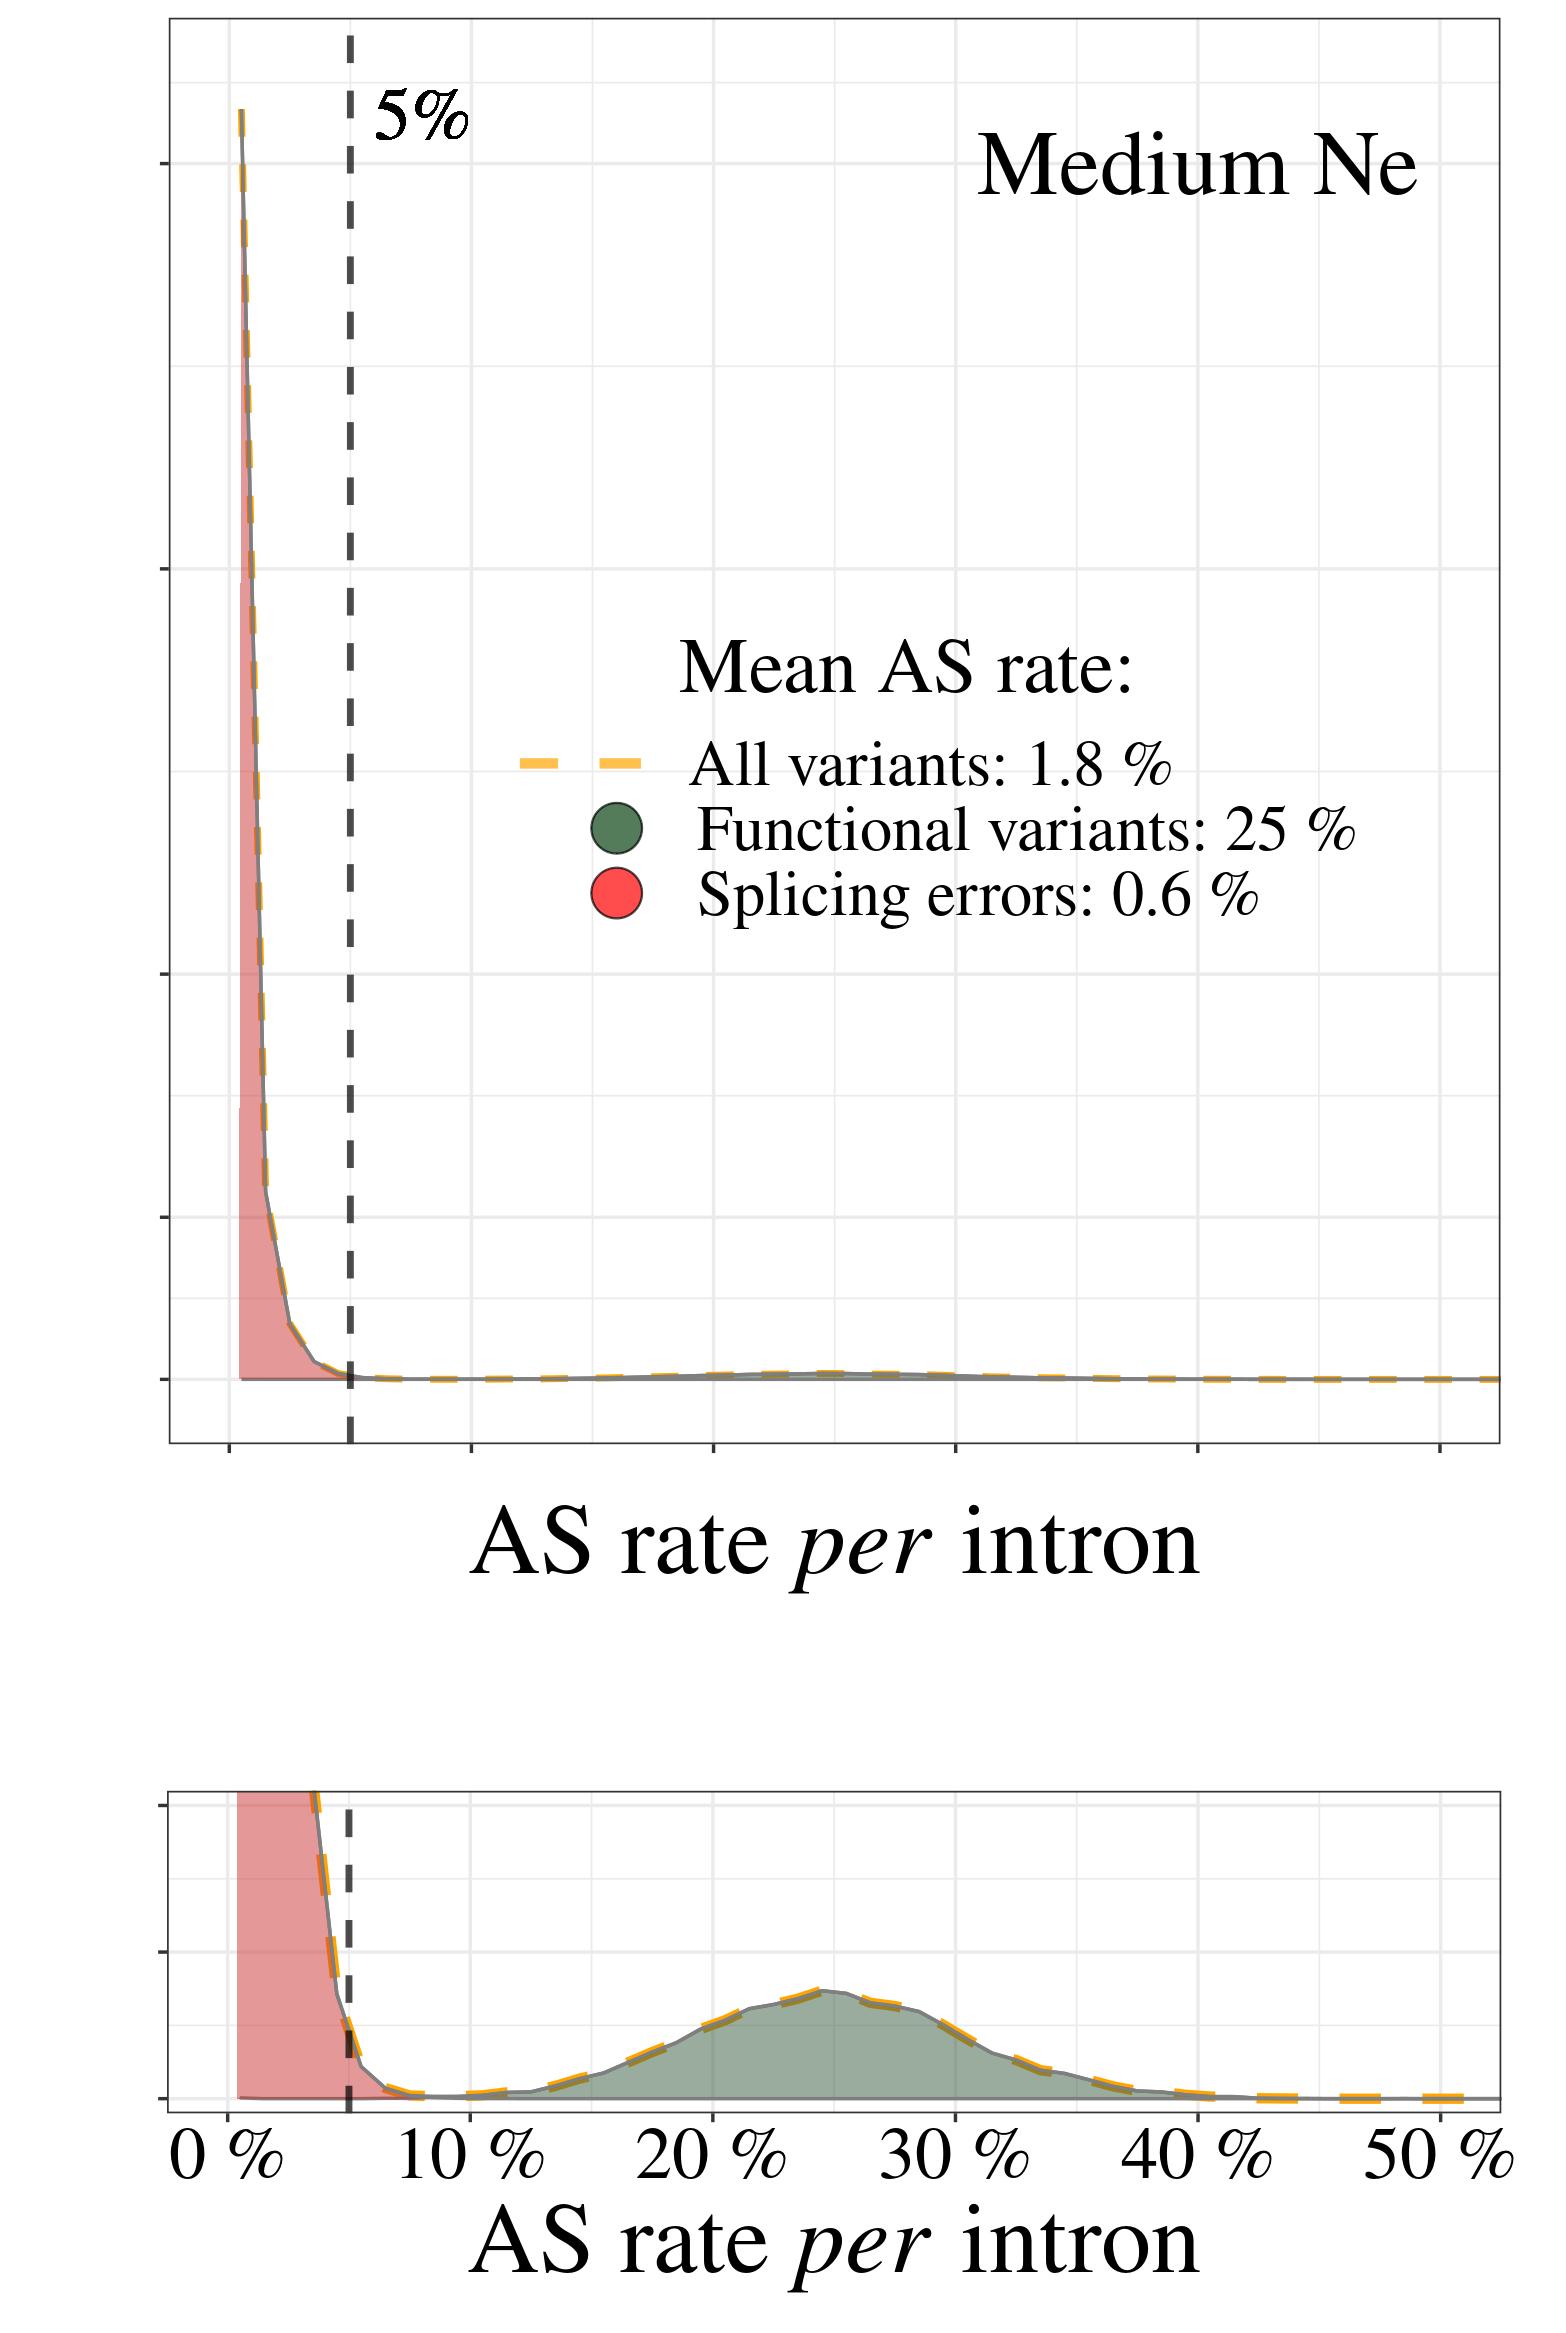 5%
Medium Ne
Mean AS rate:
All variants: 1.8 %
Functional variants: 25 %
Splicing errors: 0.6 %
AS rate per intron
0 % 10 % 20 % 30 % 40 % 50 %
AS rate per intron